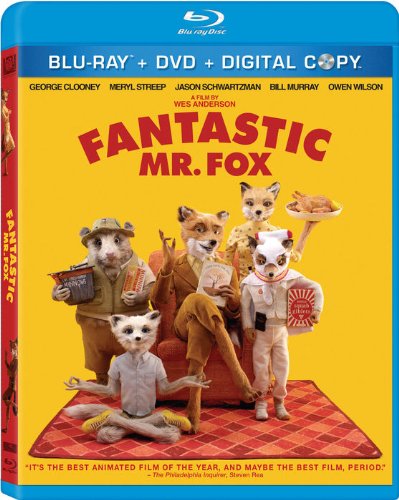 Blu-ray Disc
BLU-RAY + DVD + DIGITAL COPY
GEORGE CLOONEY MERYL STREEP JASON SCHWARTZMAN BILL MURRAY OWEN WILSON
A FILM BY
WES ANDERSON
FANTASTIC
MR. FOX
FANTASTIC
MR. FOX
"IT'S THE BEST ANIMATED FILM OF THE YEAR, AND MAYBE THE BEST FILM, PERIOD."
The Philadelphia Inquirer, Steven Rea